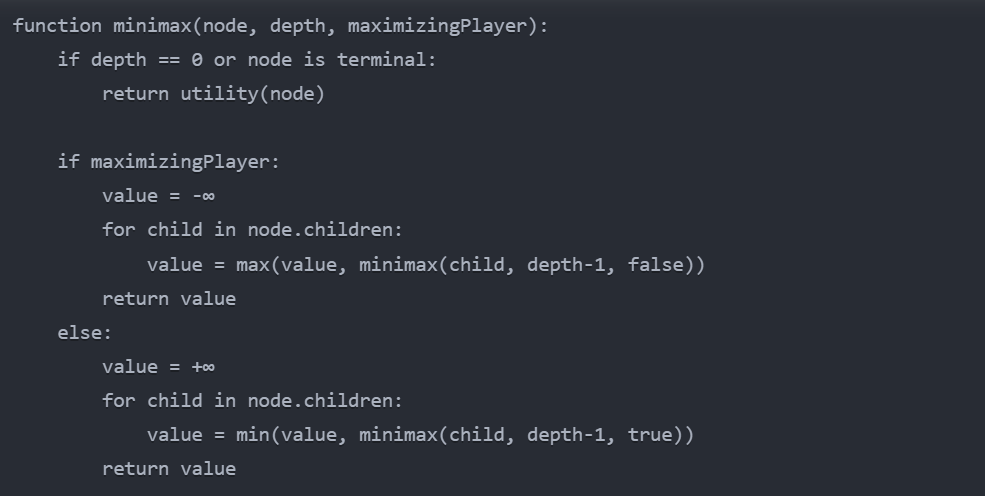 function minimax(node, depth, maximizingPlayer):
    if depth == 0 or node is terminal:
        return utility(node)

    if maximizingPlayer:
        value = -∞
        for child in node.children:
            value = max(value, minimax(child, depth-1, false))
        return value
    else:
        value = +∞
        for child in node.children:
            value = min(value, minimax(child, depth-1, true))
        return value